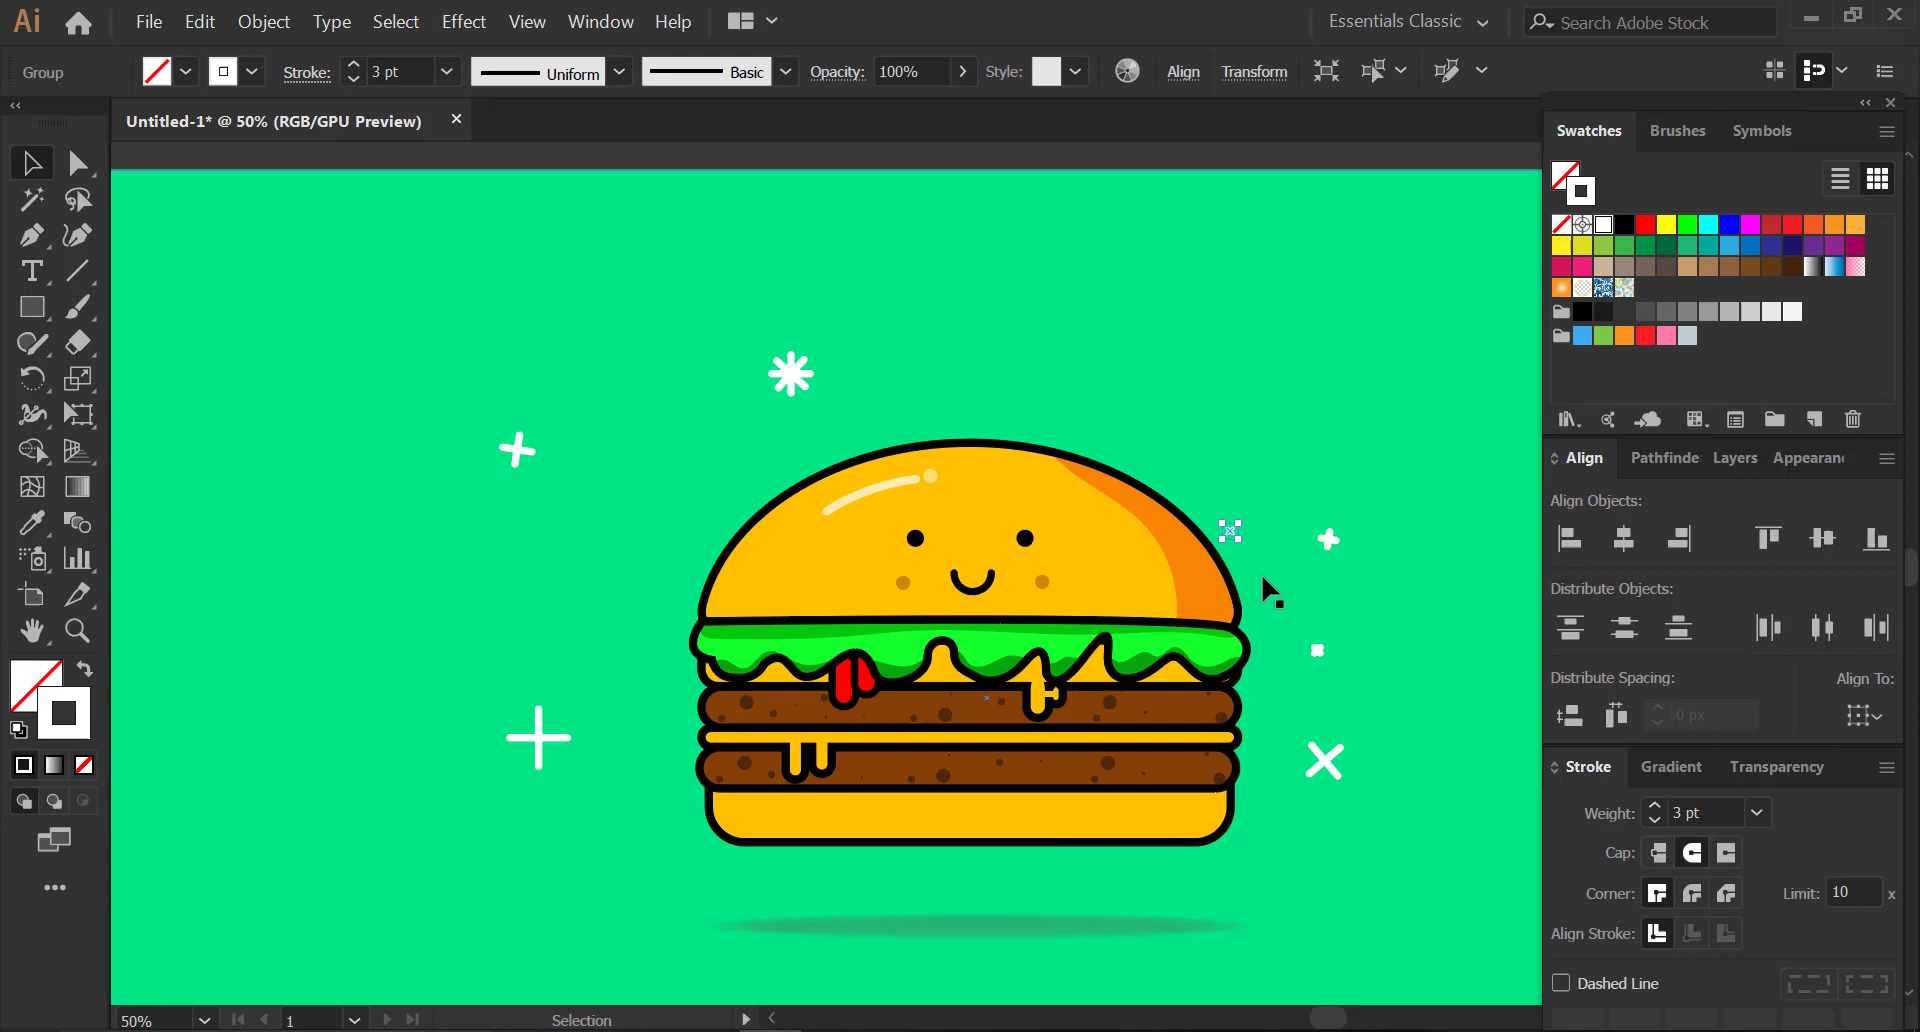 Ai File Edit Object Type Select Effect View Window Help Essentials Classic Search Adobe Stock
Group Stroke: 3 pt Uniform Basic Opacity: 100% Style: Align Transform
Untitled-1* @ 50% (RGB/GPU Preview)
Swatches Brushes Symbols
Align Pathfinde Layers Appearan
Align Objects:
Distribute Objects:
Distribute Spacing: Align To:
0 px
Stroke Gradient Transparency
Weight: 3 pt
Cap:
Corner: Limit: 10 x
Align Stroke:
Dashed Line
50% 1 Selection